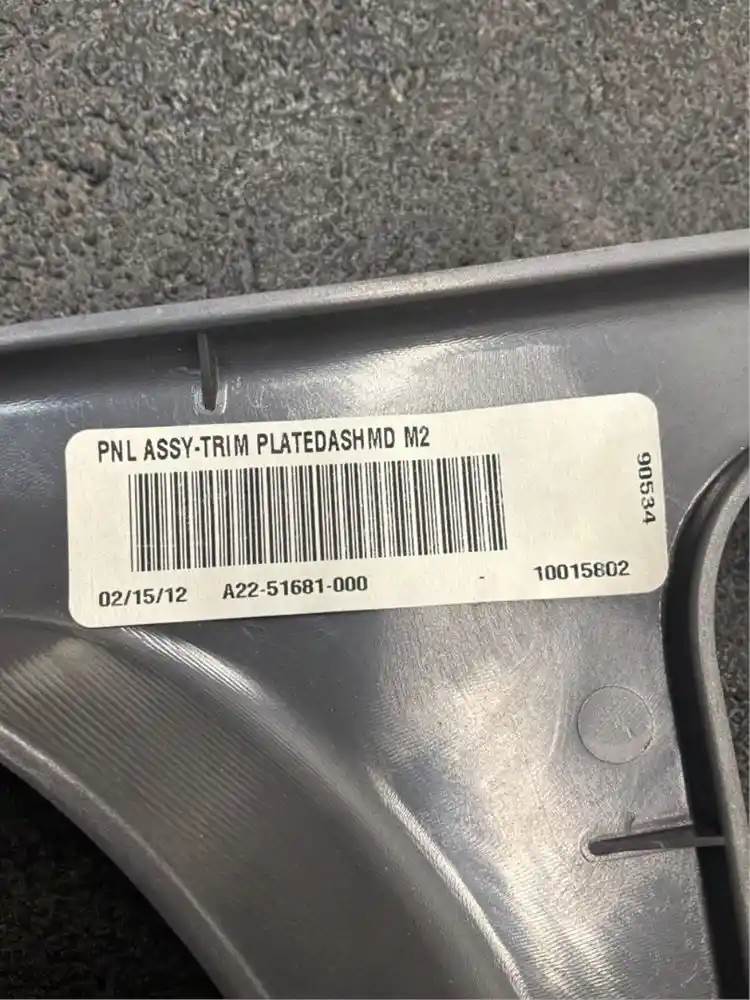 PNL ASSY-TRIM PLATEDASHMD M2
90534
02/15/12 A22-51681-000 - 10015802